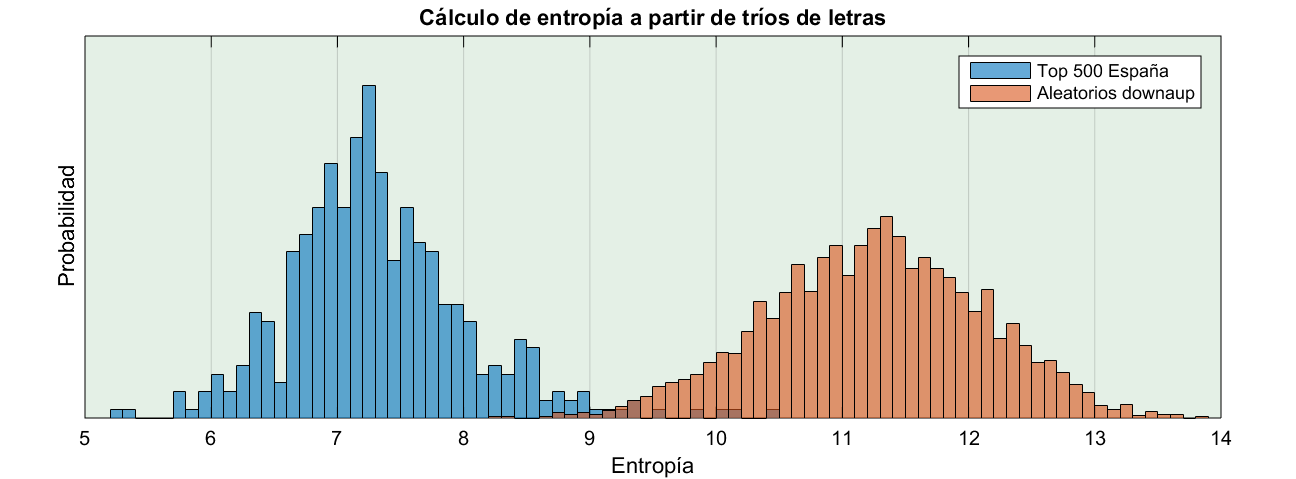 Cálculo de entropía a partir de tríos de letras
Top 500 España
Aleatorios downaup
Probabilidad
5 6 7 8 9 10 11 12 13 14
Entropía